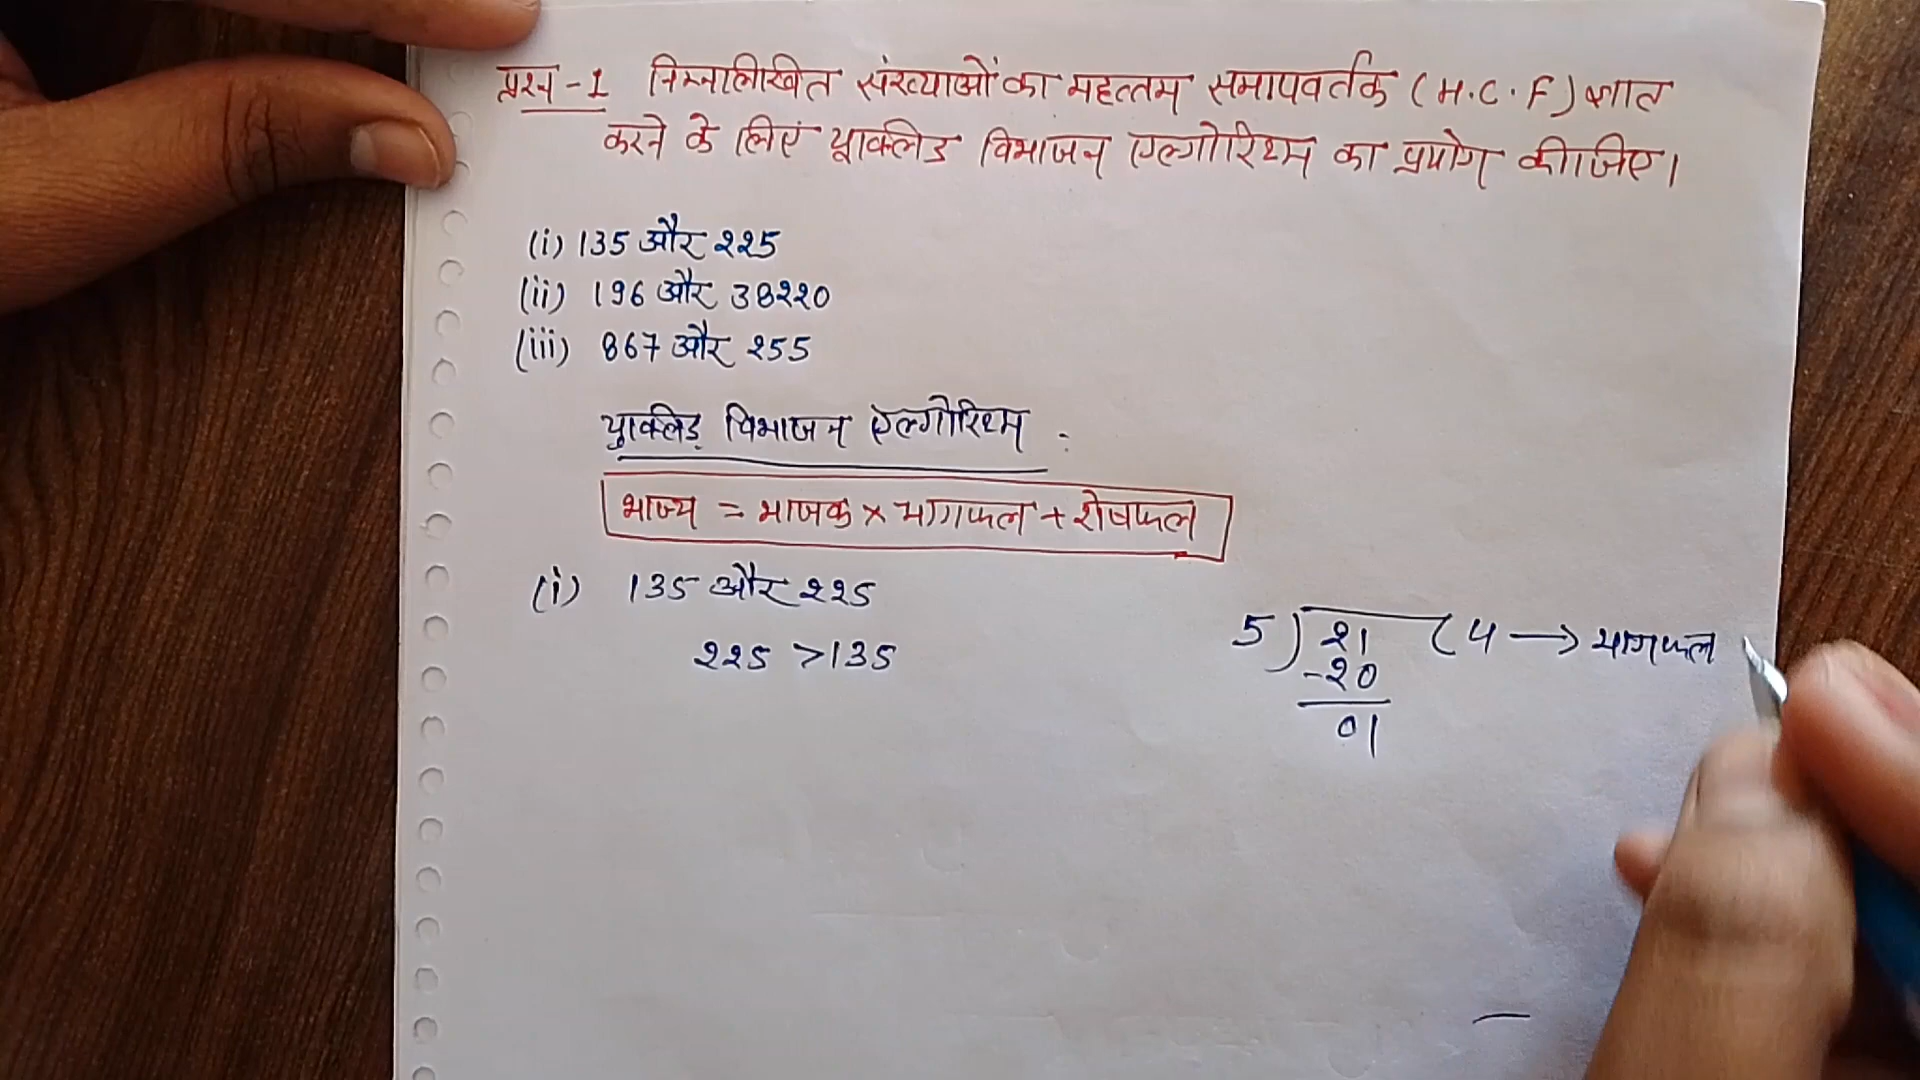 प्रश्न -1 निम्नलिखित संख्याओं का महत्तम समापवर्तक (H.C.F) ज्ञात
करने के लिए यूक्लिड विभाजन एल्गोरिथ्म का प्रयोग कीजिए।
(i) 135 और 225
(ii) 196 और 38220
(iii) 867 और 255
युक्लिड विभाजन ऐल्गोरिथ्म :
भाज्य = भाजक × भागफल + शेषफल
(i) 135 और 225
225 > 135
5 ) 21 ( 4 → भागफल
-20
01